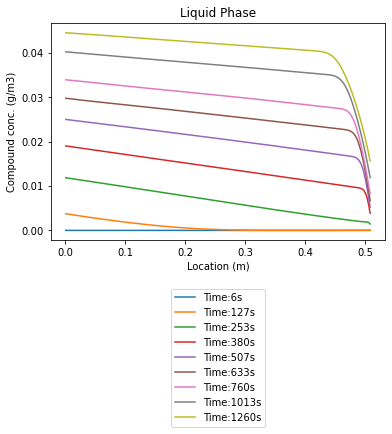 Liquid Phase
Compound conc. (g/m3)
0.04
0.03
0.02
0.01
0.00
0.0 0.1 0.2 0.3 0.4 0.5
Location (m)
Time:6s
Time:127s
Time:253s
Time:380s
Time:507s
Time:633s
Time:760s
Time:1013s
Time:1260s